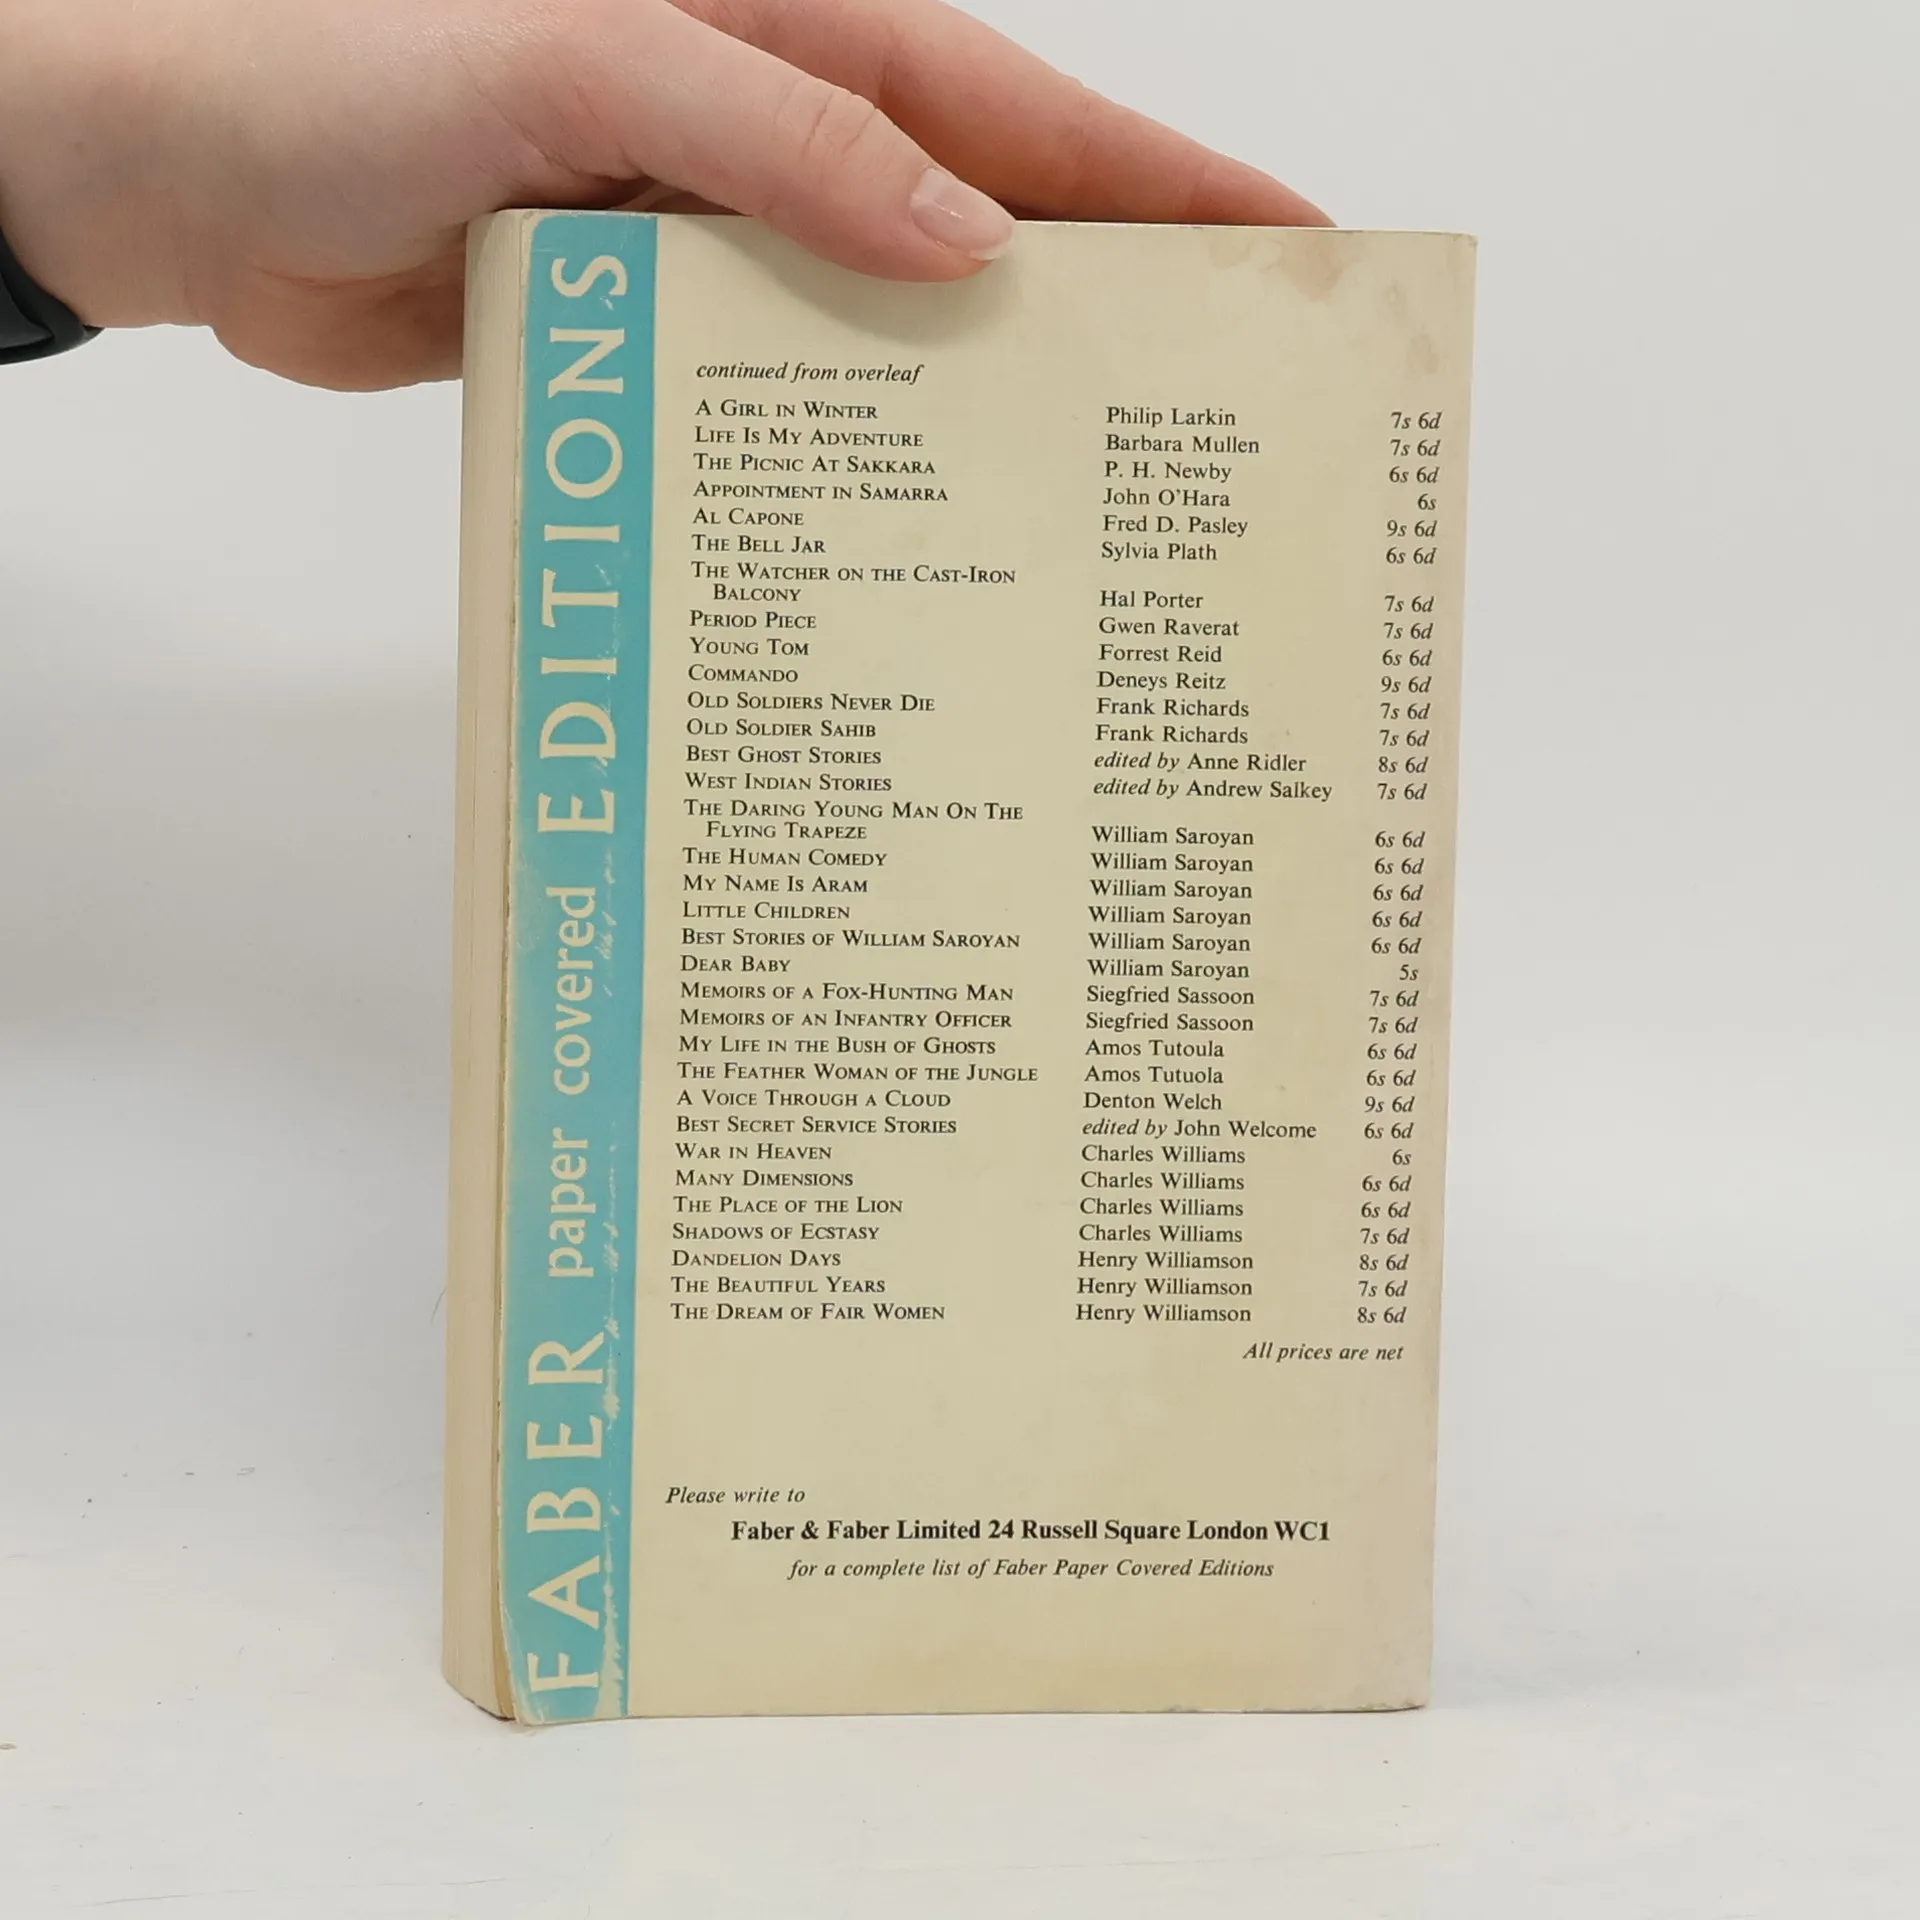 FABER paper covered EDITIONS
continued from overleaf
A GIRL IN WINTER Philip Larkin 7s 6d
LIFE IS MY ADVENTURE Barbara Mullen 7s 6d
THE PICNIC AT SAKKARA P. H. Newby 6s 6d
APPOINTMENT IN SAMARRA John O'Hara 6s
AL CAPONE Fred D. Pasley 9s 6d
THE BELL JAR Sylvia Plath 6s 6d
THE WATCHER ON THE CAST-IRON
BALCONY Hal Porter 7s 6d
PERIOD PIECE Gwen Raverat 7s 6d
YOUNG TOM Forrest Reid 6s 6d
COMMANDO Deneys Reitz 9s 6d
OLD SOLDIERS NEVER DIE Frank Richards 7s 6d
OLD SOLDIER SAHIB Frank Richards 7s 6d
BEST GHOST STORIES edited by Anne Ridler 8s 6d
WEST INDIAN STORIES edited by Andrew Salkey 7s 6d
THE DARING YOUNG MAN ON THE
FLYING TRAPEZE William Saroyan 6s 6d
THE HUMAN COMEDY William Saroyan 6s 6d
MY NAME IS ARAM William Saroyan 6s 6d
LITTLE CHILDREN William Saroyan 6s 6d
BEST STORIES OF WILLIAM SAROYAN William Saroyan 6s 6d
DEAR BABY William Saroyan 5s
MEMOIRS OF A FOX-HUNTING MAN Siegfried Sassoon 7s 6d
MEMOIRS OF AN INFANTRY OFFICER Siegfried Sassoon 7s 6d
MY LIFE IN THE BUSH OF GHOSTS Amos Tutoula 6s 6d
THE FEATHER WOMAN OF THE JUNGLE Amos Tutuola 6s 6d
A VOICE THROUGH A CLOUD Denton Welch 9s 6d
BEST SECRET SERVICE STORIES edited by John Welcome 6s 6d
WAR IN HEAVEN Charles Williams 6s
MANY DIMENSIONS Charles Williams 6s 6d
THE PLACE OF THE LION Charles Williams 6s 6d
SHADOWS OF ECSTASY Charles Williams 7s 6d
DANDELION DAYS Henry Williamson 8s 6d
THE BEAUTIFUL YEARS Henry Williamson 7s 6d
THE DREAM OF FAIR WOMEN Henry Williamson 8s 6d
All prices are net
Please write to
Faber & Faber Limited 24 Russell Square London WC1
for a complete list of Faber Paper Covered Editions